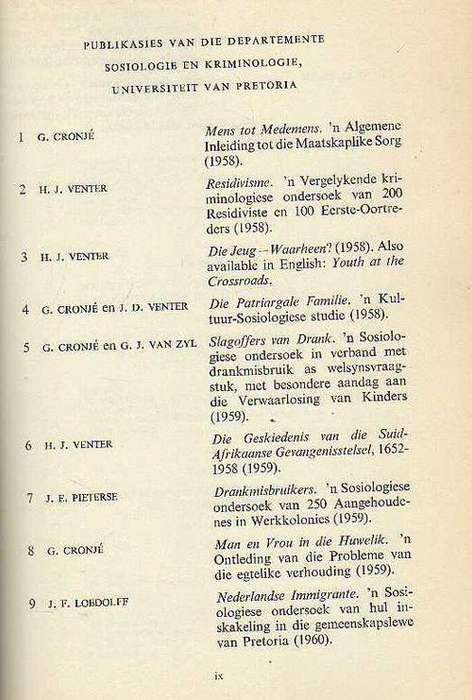 PUBLIKASIES VAN DIE DEPARTEMENTE
SOSIOLOGIE EN KRIMINOLOGIE,
UNIVERSITEIT VAN PRETORIA
1 G. CRONJÉ Mens tot Medemens. 'n Algemene
Inleiding tot die Maatskaplike Sorg
(1958).
2 H. J. VENTER Residivisme. 'n Vergelykende kri-
minologiese ondersoek van 200
Residiviste en 100 Eerste-Oortre-
ders (1958).
3 H. J. VENTER Die Jeug—Waarheen? (1958). Also
available in English: Youth at the
Crossroads.
4 G. CRONJÉ en J. D. VENTER Die Patriargale Familie. 'n Kul-
tuur-Sosiologiese studie (1958).
5 G. CRONJÉ en G. J. VAN ZYL Slagoffers van Drank. 'n Sosiolo-
giese ondersoek in verband met
drankmisbruik as welsynsvraag-
stuk, met besondere aandag aan
die Verwaarlosing van Kinders
(1959).
6 H. J. VENTER Die Geskiedenis van die Suid-
Afrikaanse Gevangenisstelsel, 1652-
1958 (1959).
7 J. E. PIETERSE Drankmisbruikers. 'n Sosiologiese
ondersoek van 250 Aangehoude-
nes in Werkkolonies (1959).
8 G. CRONJÉ Man en Vrou in die Huwelik. 'n
Ontleding van die Probleme van
die egtelike verhouding (1959).
9 J. F. LOEDOLFF Nederlandse Immigrante. 'n Sosi-
ologiese ondersoek van hul in-
skakeling in die gemeenskapslewe
van Pretoria (1960).
ix